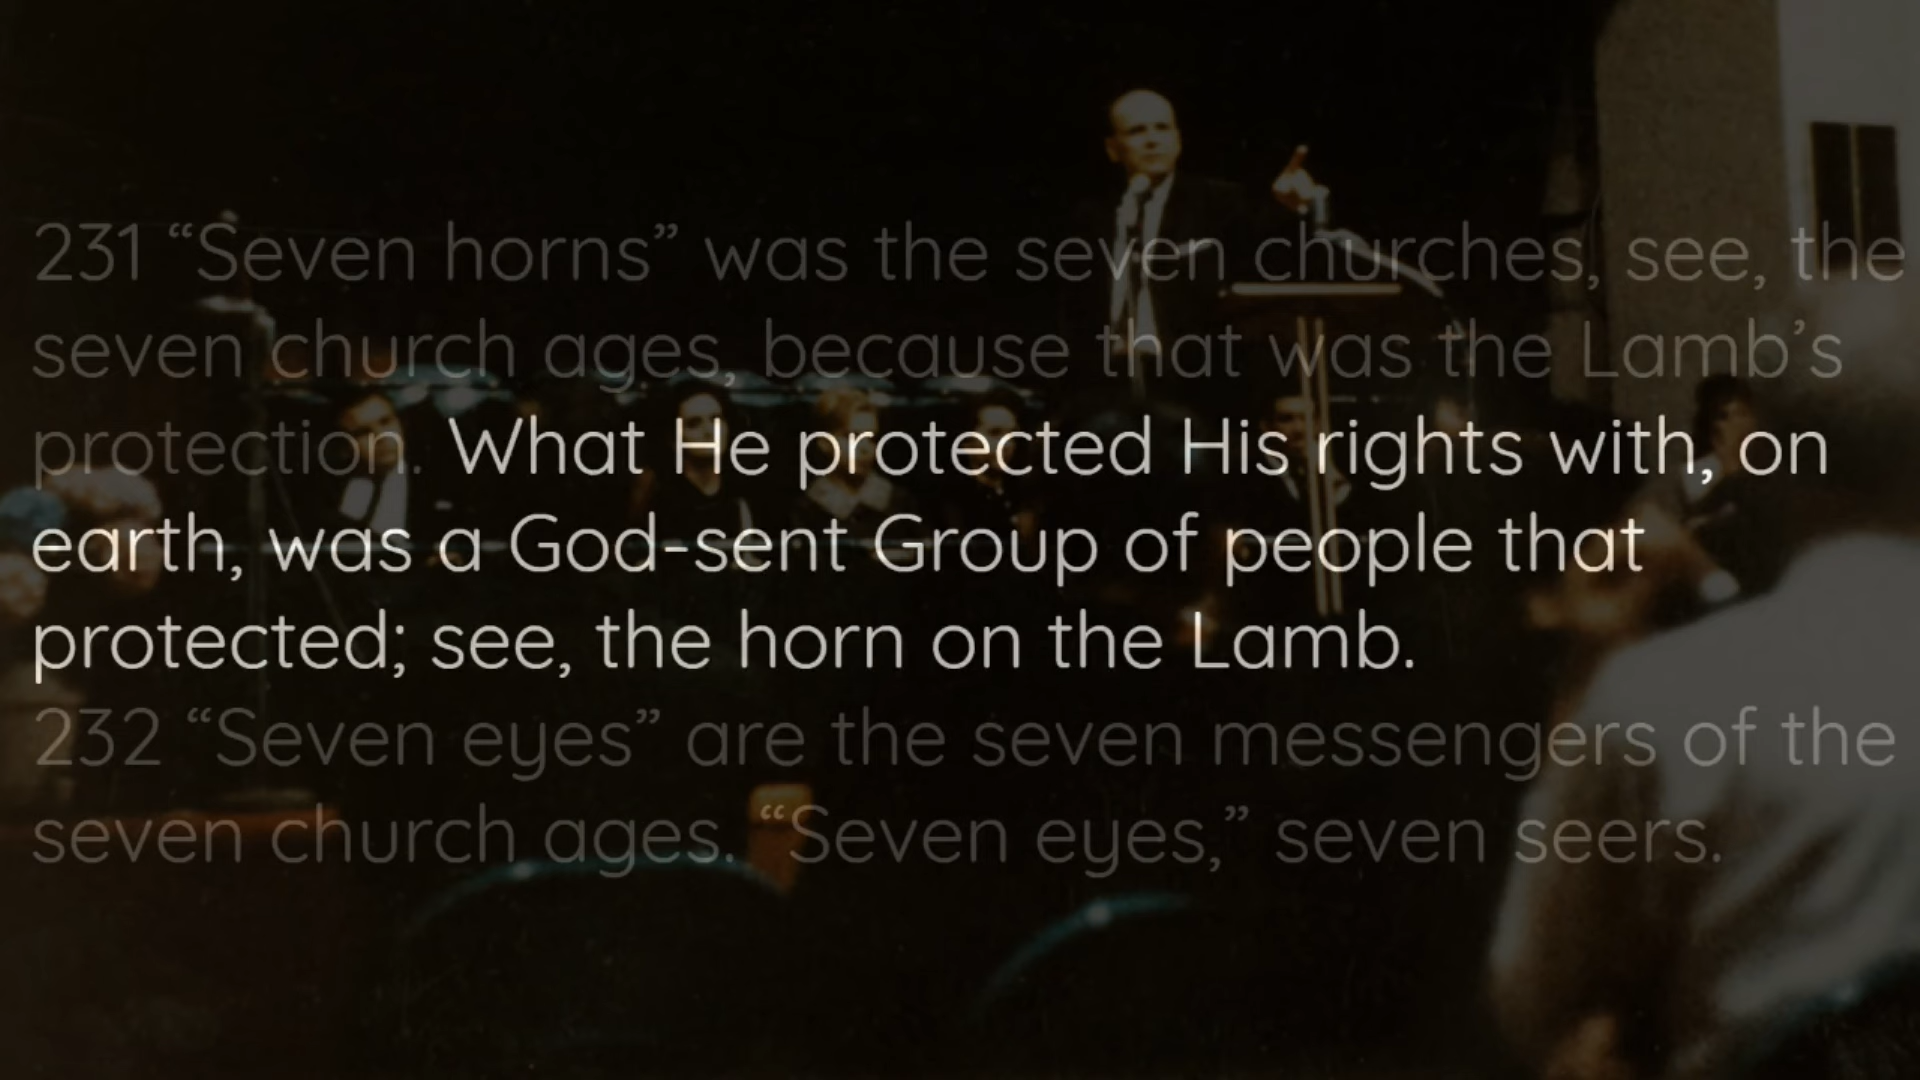 231 “Seven horns” was the seven churches, see, the
seven church ages, because that was the Lamb’s
protection. What He protected His rights with, on
earth, was a God-sent Group of people that
protected; see, the horn on the Lamb.
232 “Seven eyes” are the seven messengers of the
seven church ages. “Seven eyes,” seven seers.